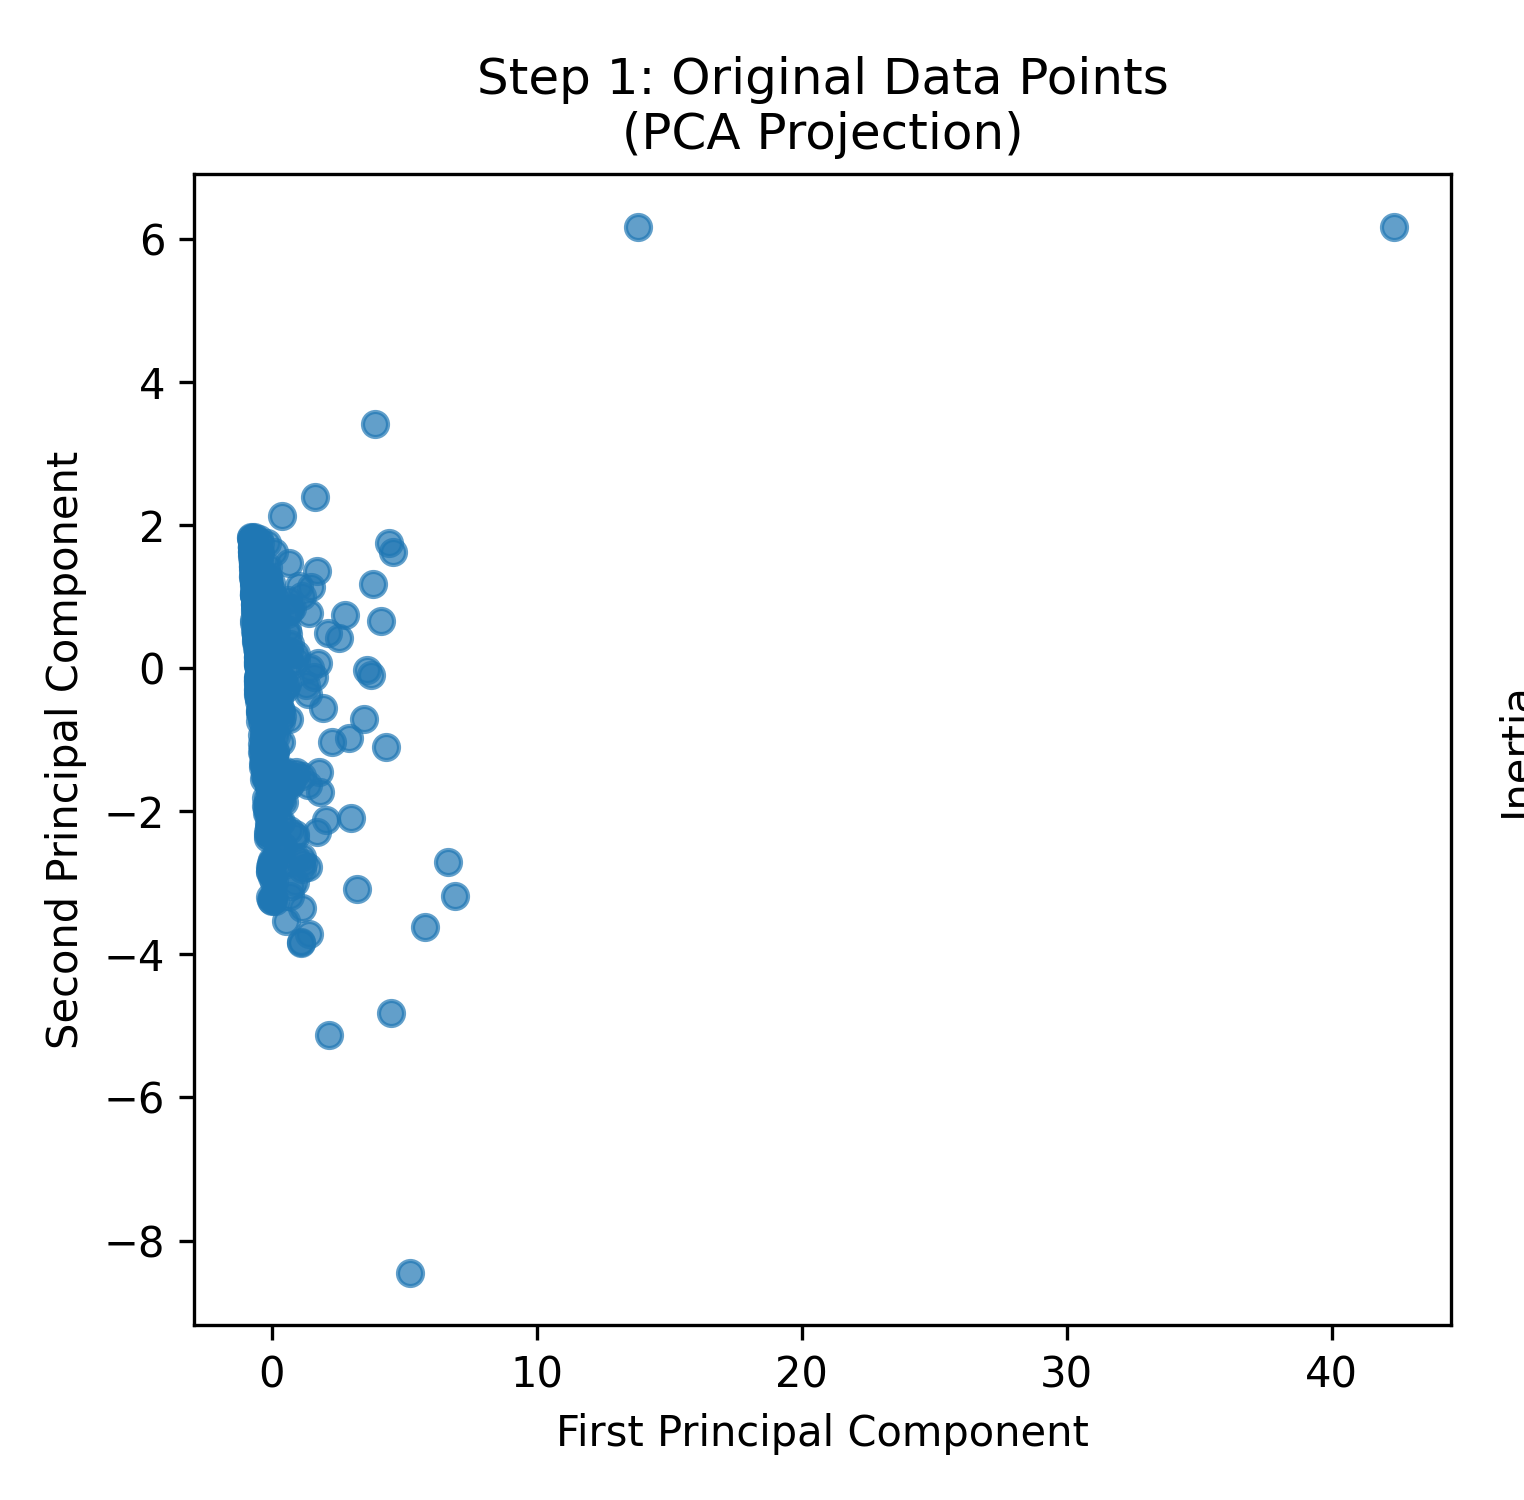 Step 1: Original Data Points
(PCA Projection)
6
4
2
0
−2
−4
−6
−8
Second Principal Component
0 10 20 30 40
First Principal Component
Inertia